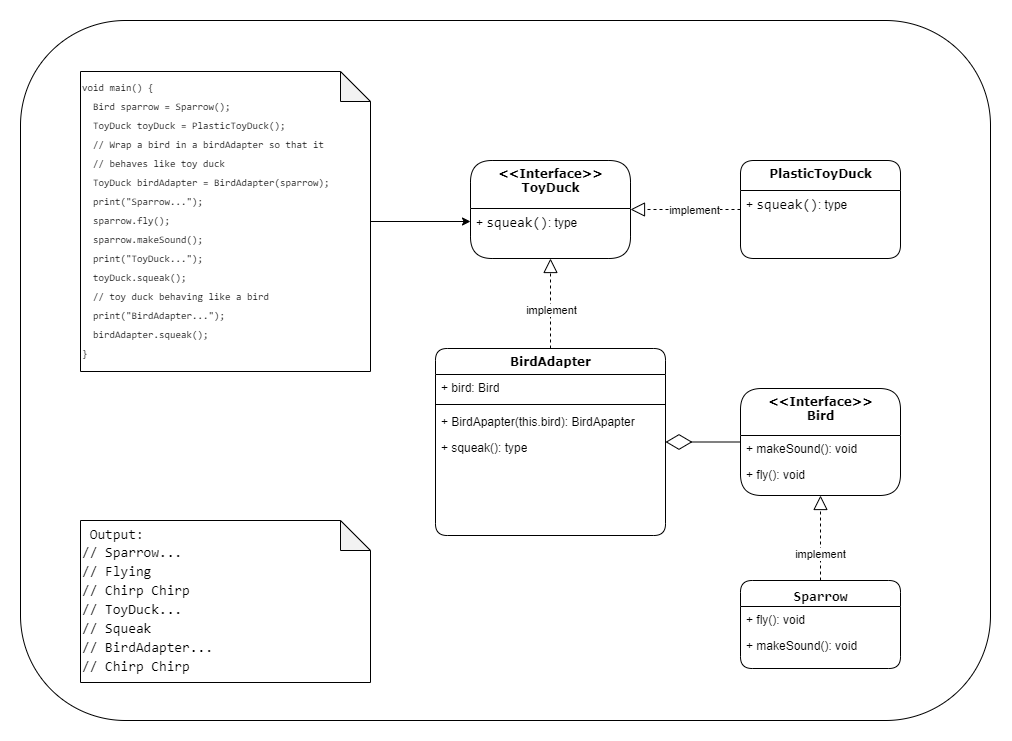 void main() {
Bird sparrow = Sparrow();
ToyDuck toyDuck = PlasticToyDuck();
// Wrap a bird in a birdAdapter so that it
// behaves like toy duck
ToyDuck birdAdapter = BirdAdapter(sparrow);
print("Sparrow...");
sparrow.fly();
sparrow.makeSound();
print("ToyDuck...");
toyDuck.squeak();
// toy duck behaving like a bird
print("BirdAdapter...");
birdAdapter.squeak();
}
<<Interface>>
ToyDuck
+ squeak(): type
implement
PlasticToyDuck
+ squeak(): type
implement
BirdAdapter
+ bird: Bird
+ BirdApapter(this.bird): BirdApapter
+ squeak(): type
<<Interface>>
Bird
+ makeSound(): void
+ fly(): void
implement
Sparrow
+ fly(): void
+ makeSound(): void
Output:
// Sparrow...
// Flying
// Chirp Chirp
// ToyDuck...
// Squeak
// BirdAdapter...
// Chirp Chirp